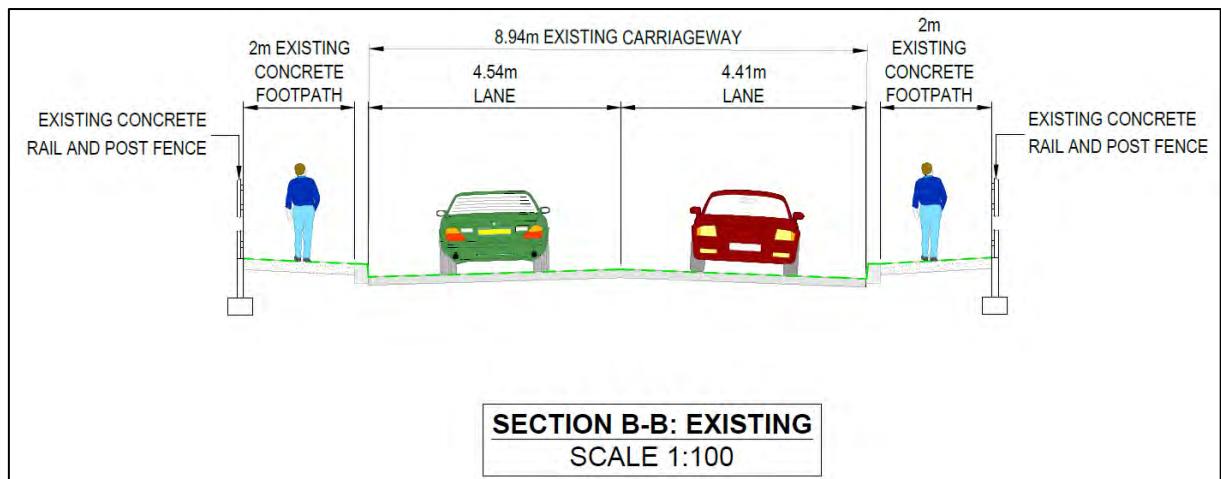 8.94m EXISTING CARRIAGEWAY
2m EXISTING
CONCRETE
FOOTPATH
4.54m
LANE
4.41m
LANE
2m
EXISTING
CONCRETE
FOOTPATH
EXISTING CONCRETE
RAIL AND POST FENCE
EXISTING CONCRETE
RAIL AND POST FENCE
SECTION B-B: EXISTING
SCALE 1:100